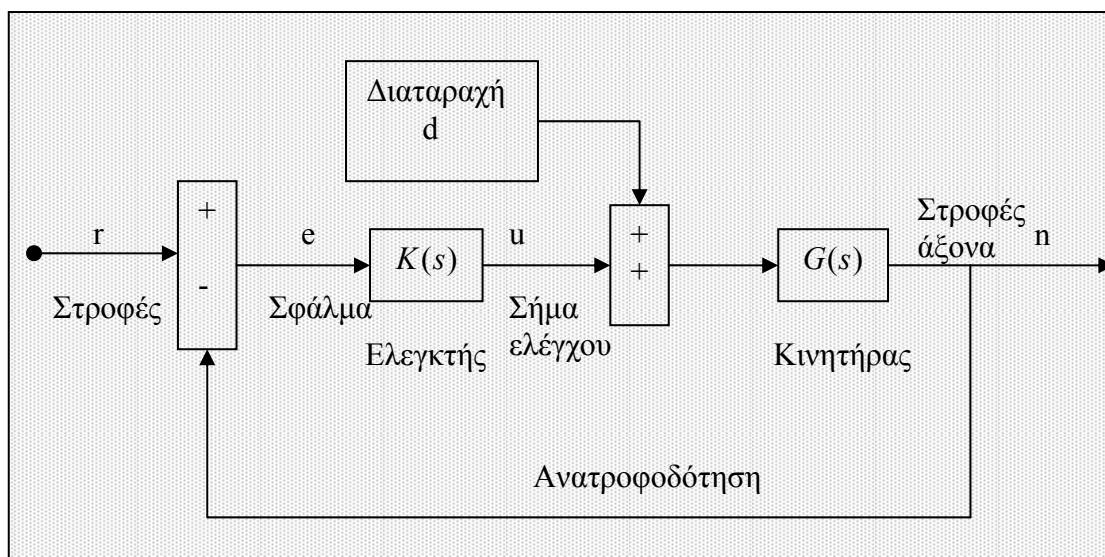 Διαταραχή
d
+
-
r
Στροφές
e
Σφάλμα
K(s)
Ελεγκτής
u
Σήμα
ελέγχου
+
+
G(s)
Κινητήρας
Στροφές
άξονα
n
Ανατροφοδότηση